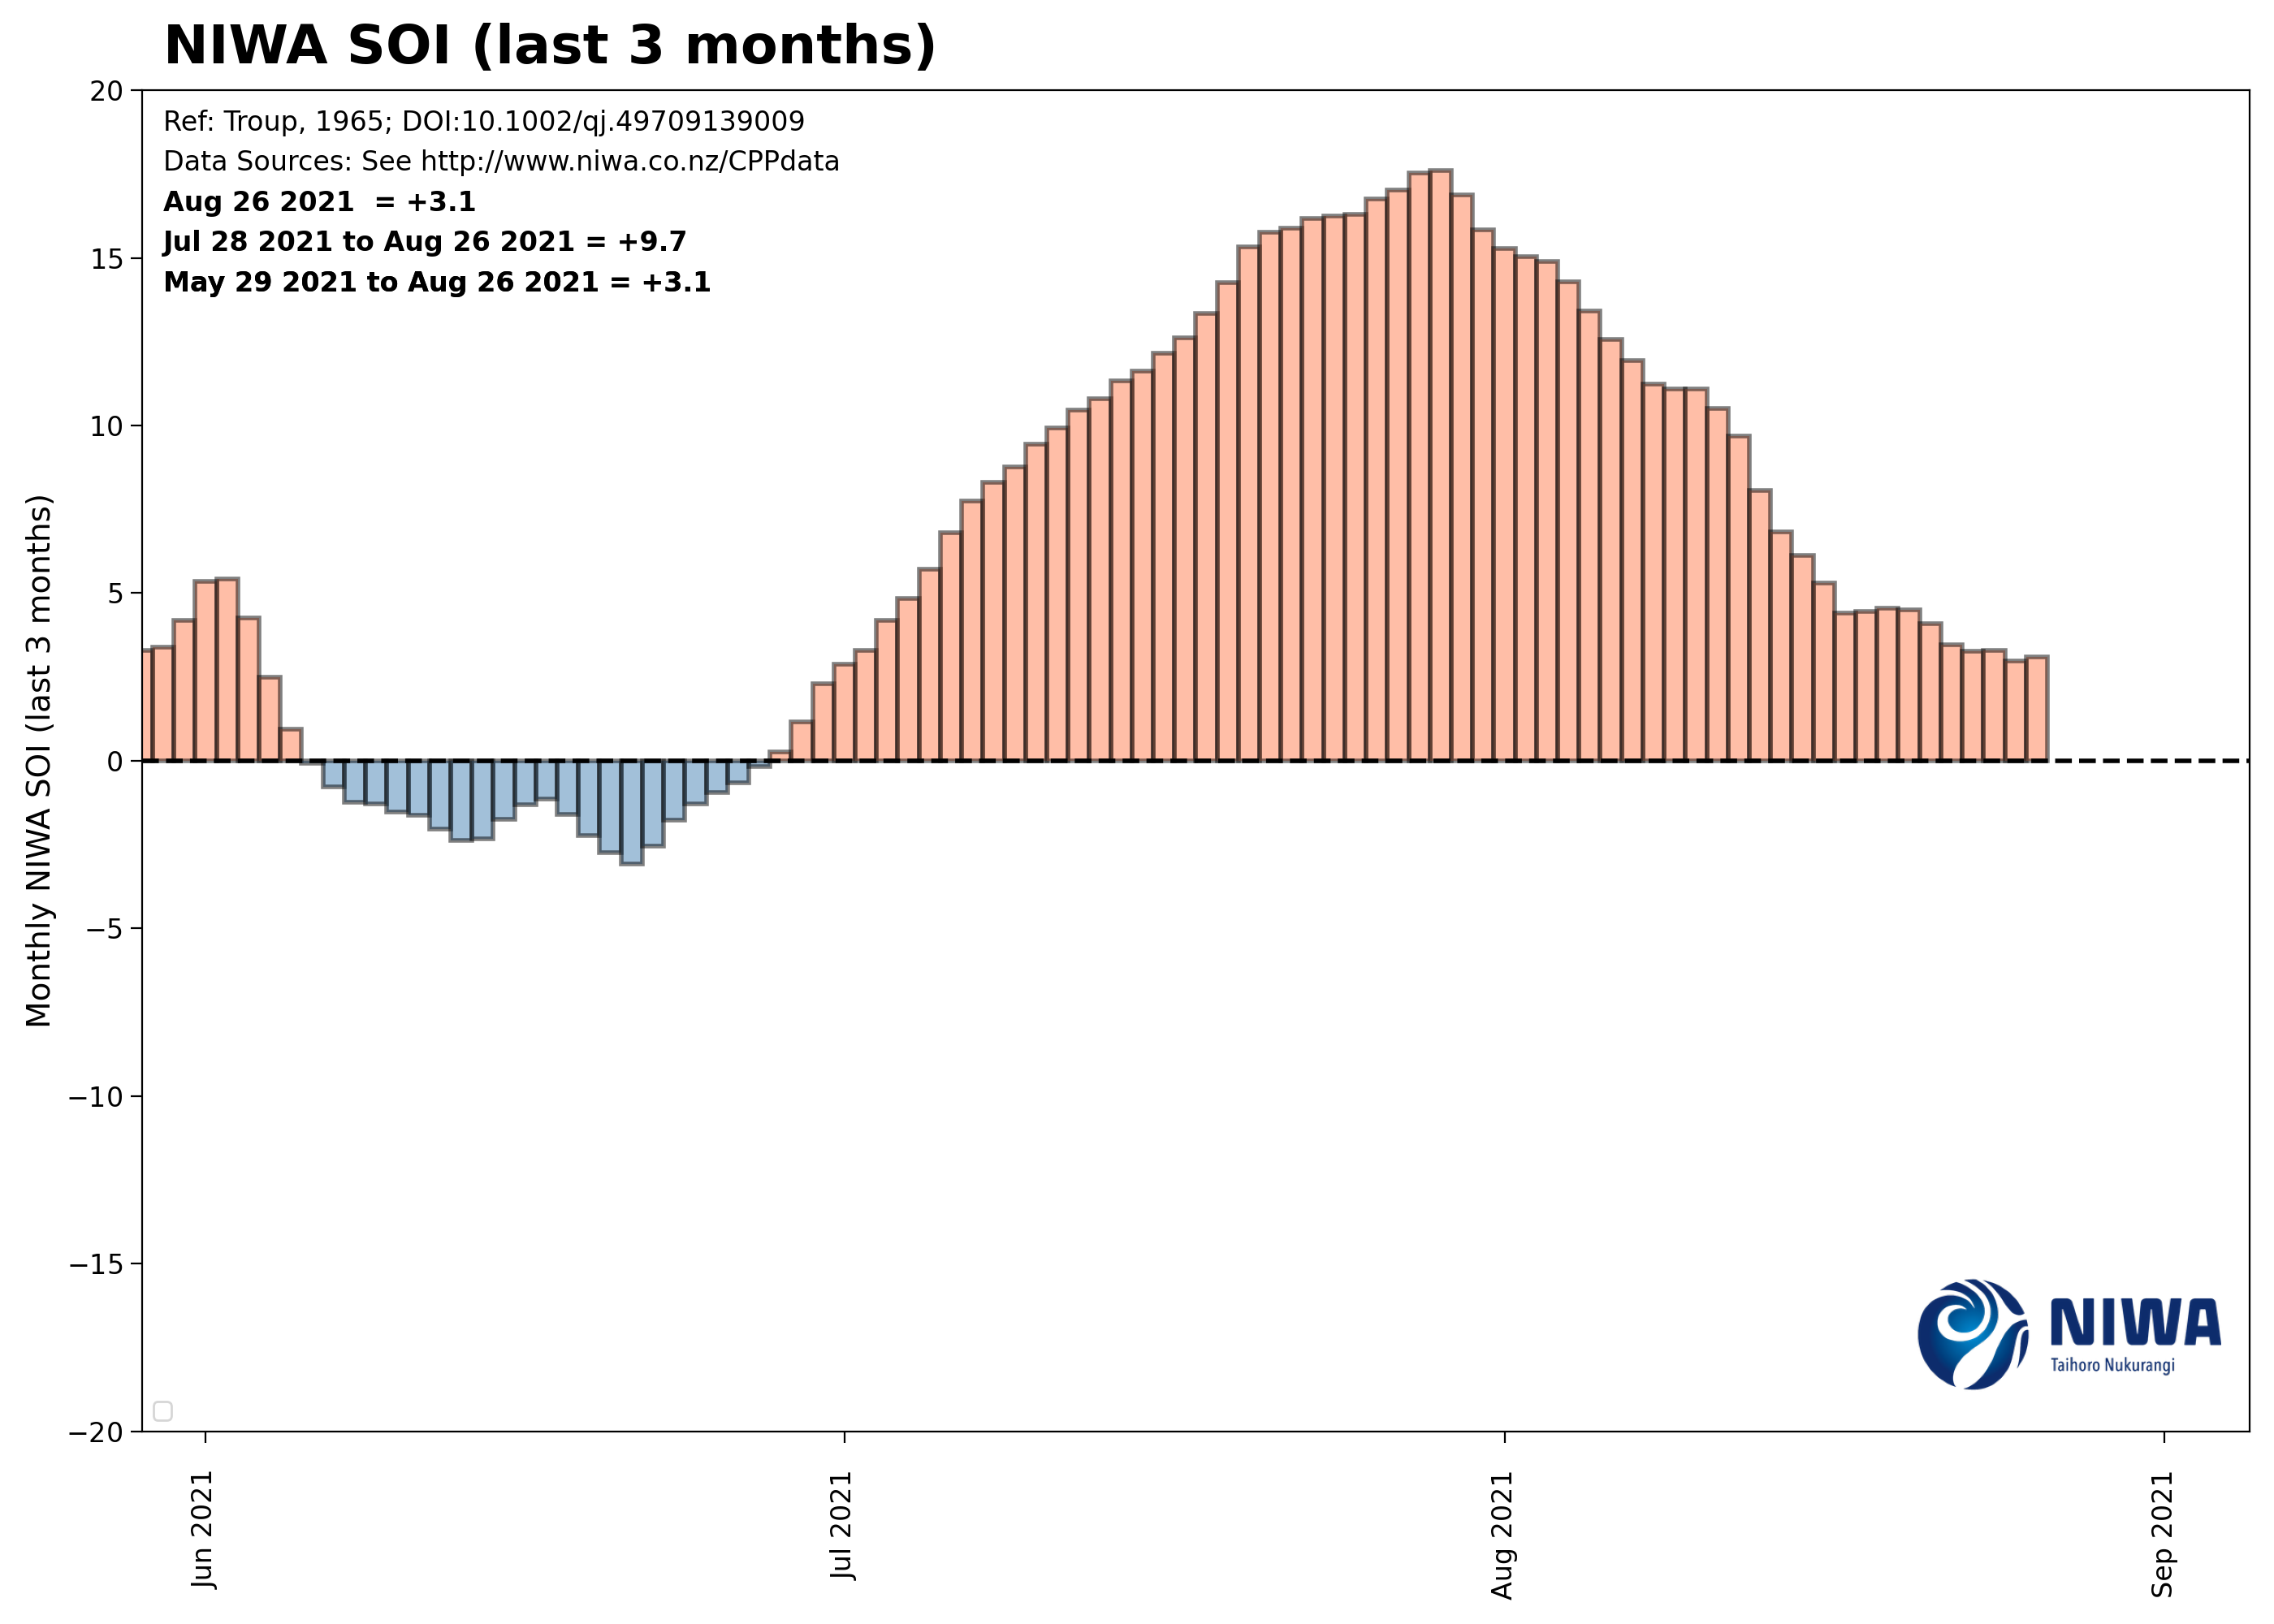 NIWA SOI (last 3 months)
Ref: Troup, 1965; DOI:10.1002/qj.49709139009
Data Sources: See http://www.niwa.co.nz/CPPdata
Aug 26 2021  = +3.1
Jul 28 2021 to Aug 26 2021 = +9.7
May 29 2021 to Aug 26 2021 = +3.1
Monthly NIWA SOI (last 3 months)
20
15
10
5
0
−5
−10
−15
−20
Jun 2021
Jul 2021
Aug 2021
Sep 2021
NIWA
Taihoro Nukurangi